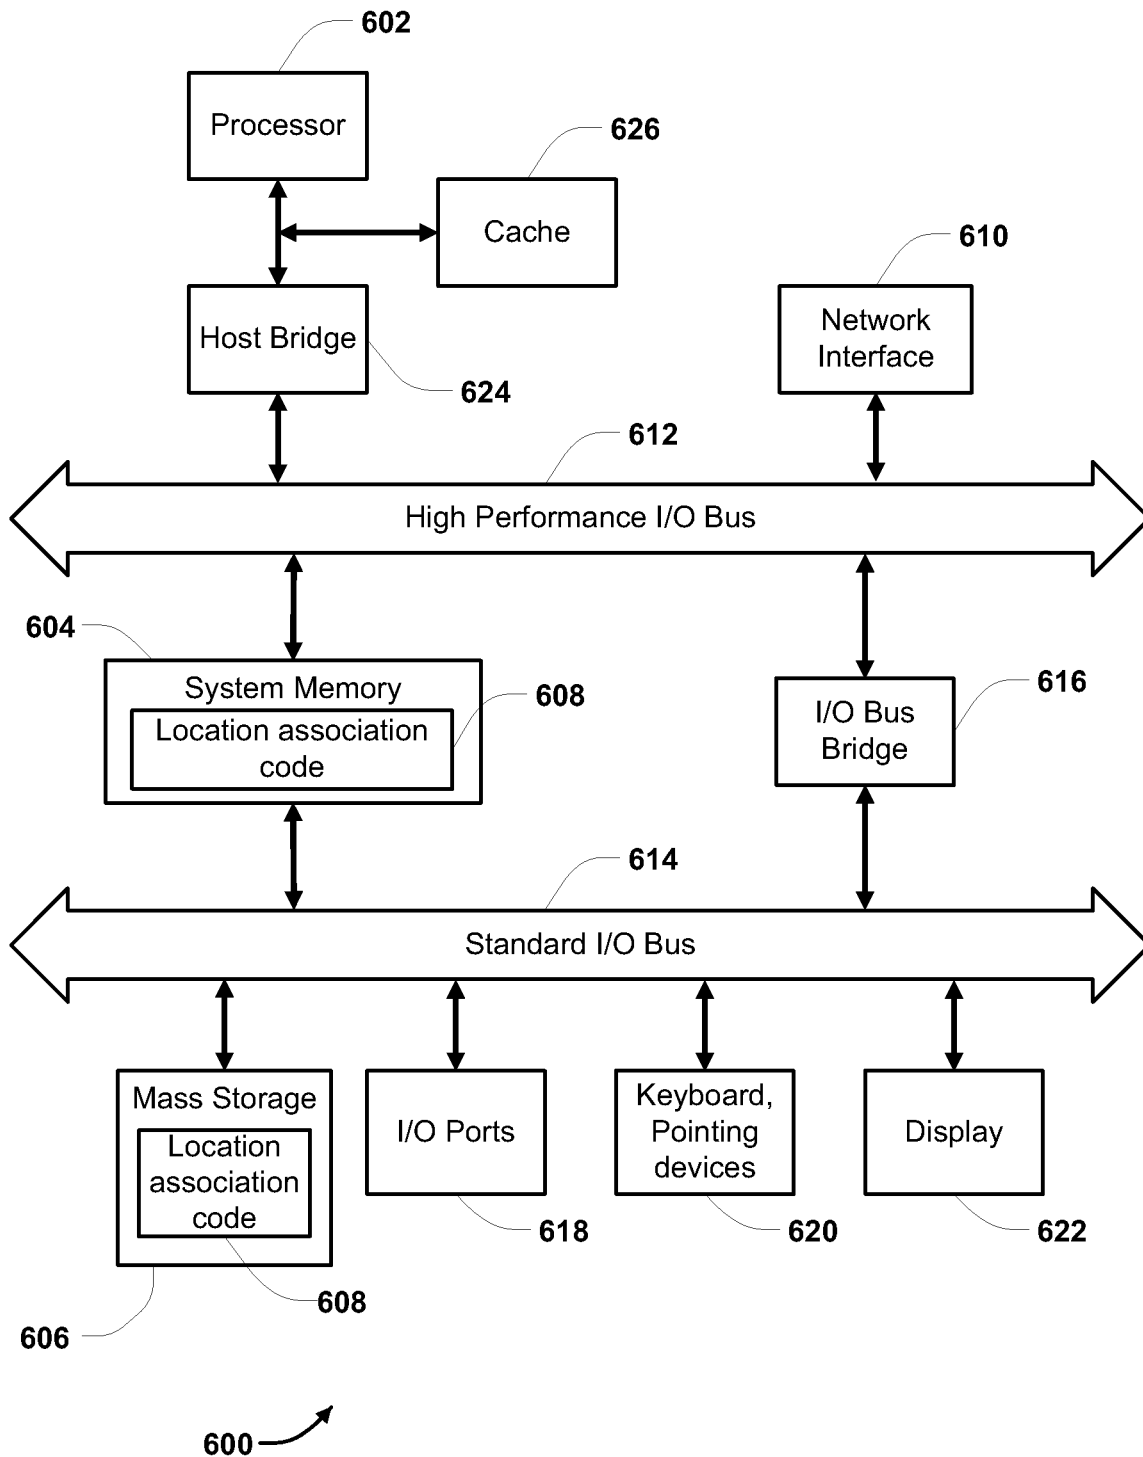 602
Processor
626
Cache
610
Host Bridge
Network
Interface
624
612
High Performance I/O Bus
604
System Memory
608
Location association
code
616
I/O Bus
Bridge
614
Standard I/O Bus
Mass Storage
Location
association
code
I/O Ports
Keyboard,
Pointing
devices
Display
618
620
622
608
606
600